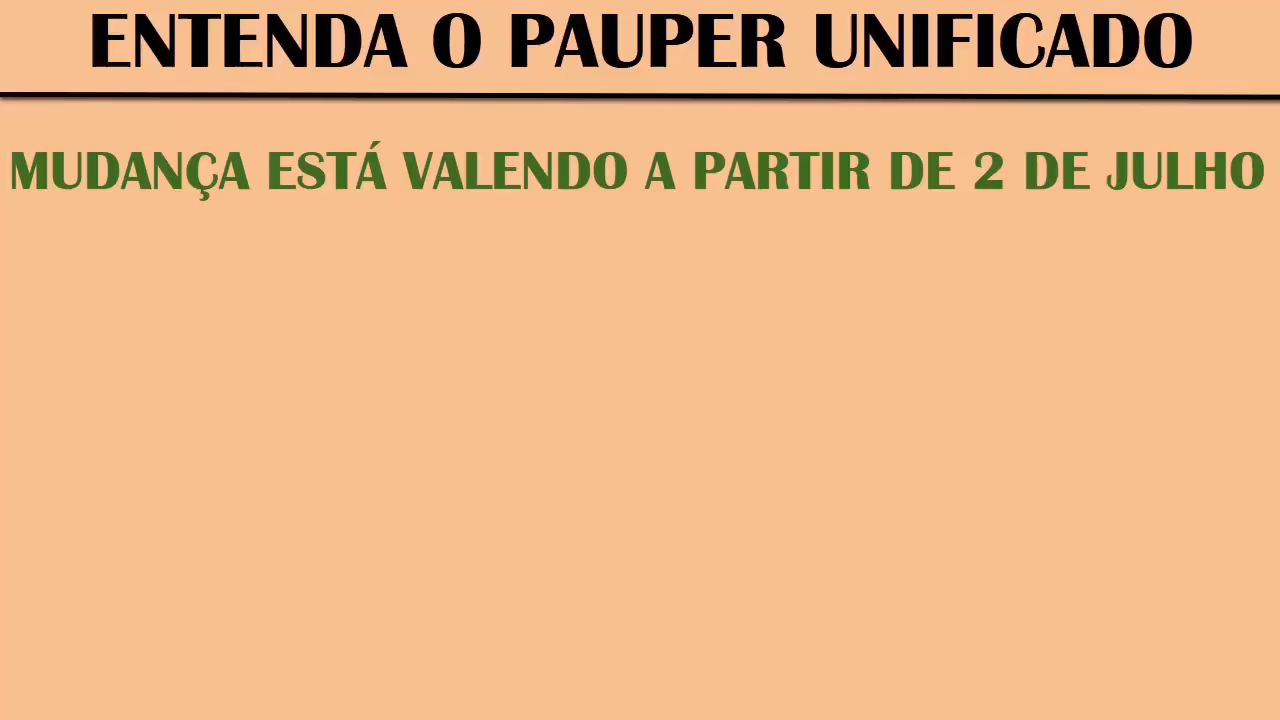 ENTENDA O PAUPER UNIFICADO
MUDANÇA ESTÁ VALENDO A PARTIR DE 2 DE JULHO